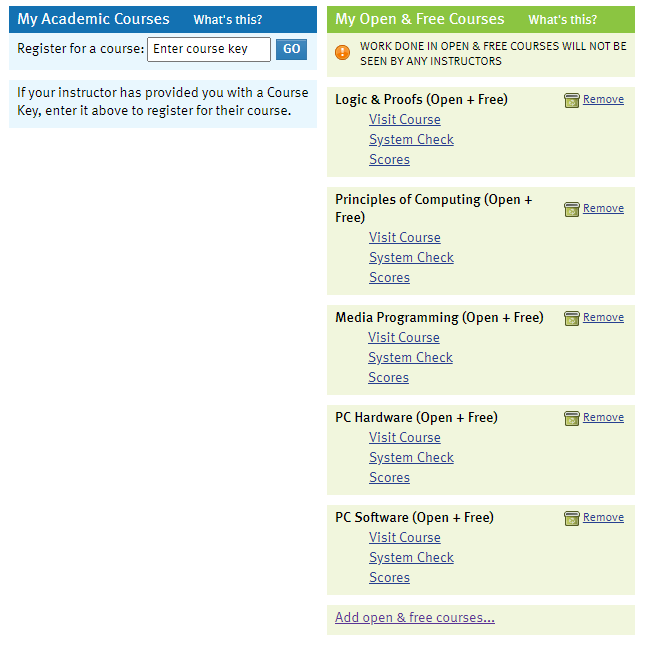 My Academic Courses What's this?
Register for a course: Enter course key GO
If your instructor has provided you with a Course
Key, enter it above to register for their course.
My Open & Free Courses What's this?
WORK DONE IN OPEN & FREE COURSES WILL NOT BE
SEEN BY ANY INSTRUCTORS
Logic & Proofs (Open + Free) Remove
Visit Course
System Check
Scores
Principles of Computing (Open +
Free) Remove
Visit Course
System Check
Scores
Media Programming (Open + Free) Remove
Visit Course
System Check
Scores
PC Hardware (Open + Free) Remove
Visit Course
System Check
Scores
PC Software (Open + Free) Remove
Visit Course
System Check
Scores
Add open & free courses...